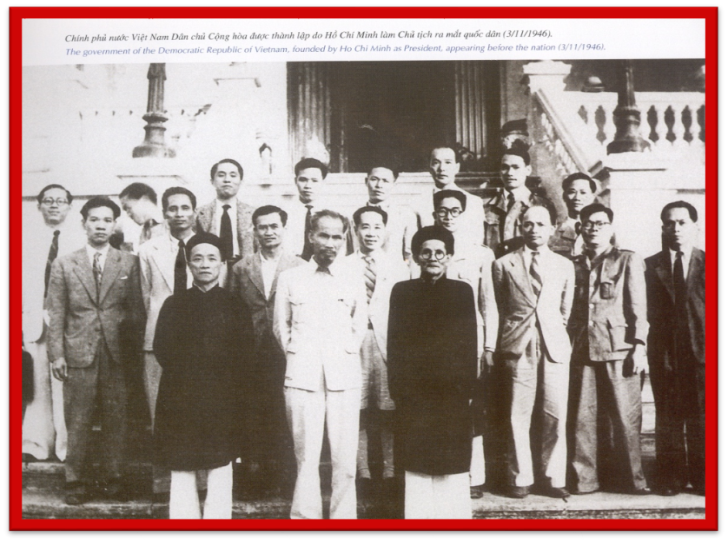 Chính phủ nước Việt Nam Dân chủ Cộng hòa được thành lập do Hồ Chí Minh làm Chủ tịch ra mắt quốc dân (3/11/1946).
The government of the Democratic Republic of Vietnam, founded by Ho Chi Minh as President, appearing before the nation (3/11/1946).